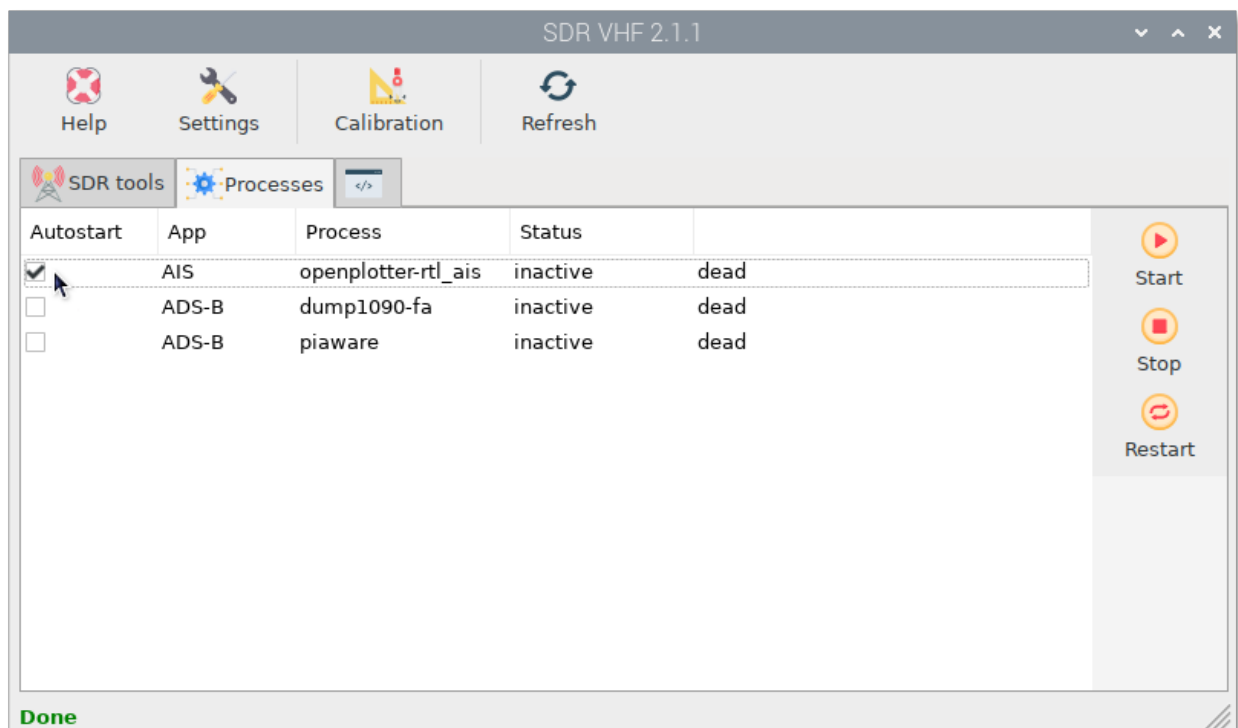 SDR VHF 2.1.1
Help Settings Calibration Refresh
SDR tools Processes </>
Autostart App Process Status
AIS openplotter-rtl_ais inactive dead
ADS-B dump1090-fa inactive dead
ADS-B piaware inactive dead
Start
Stop
Restart
Done